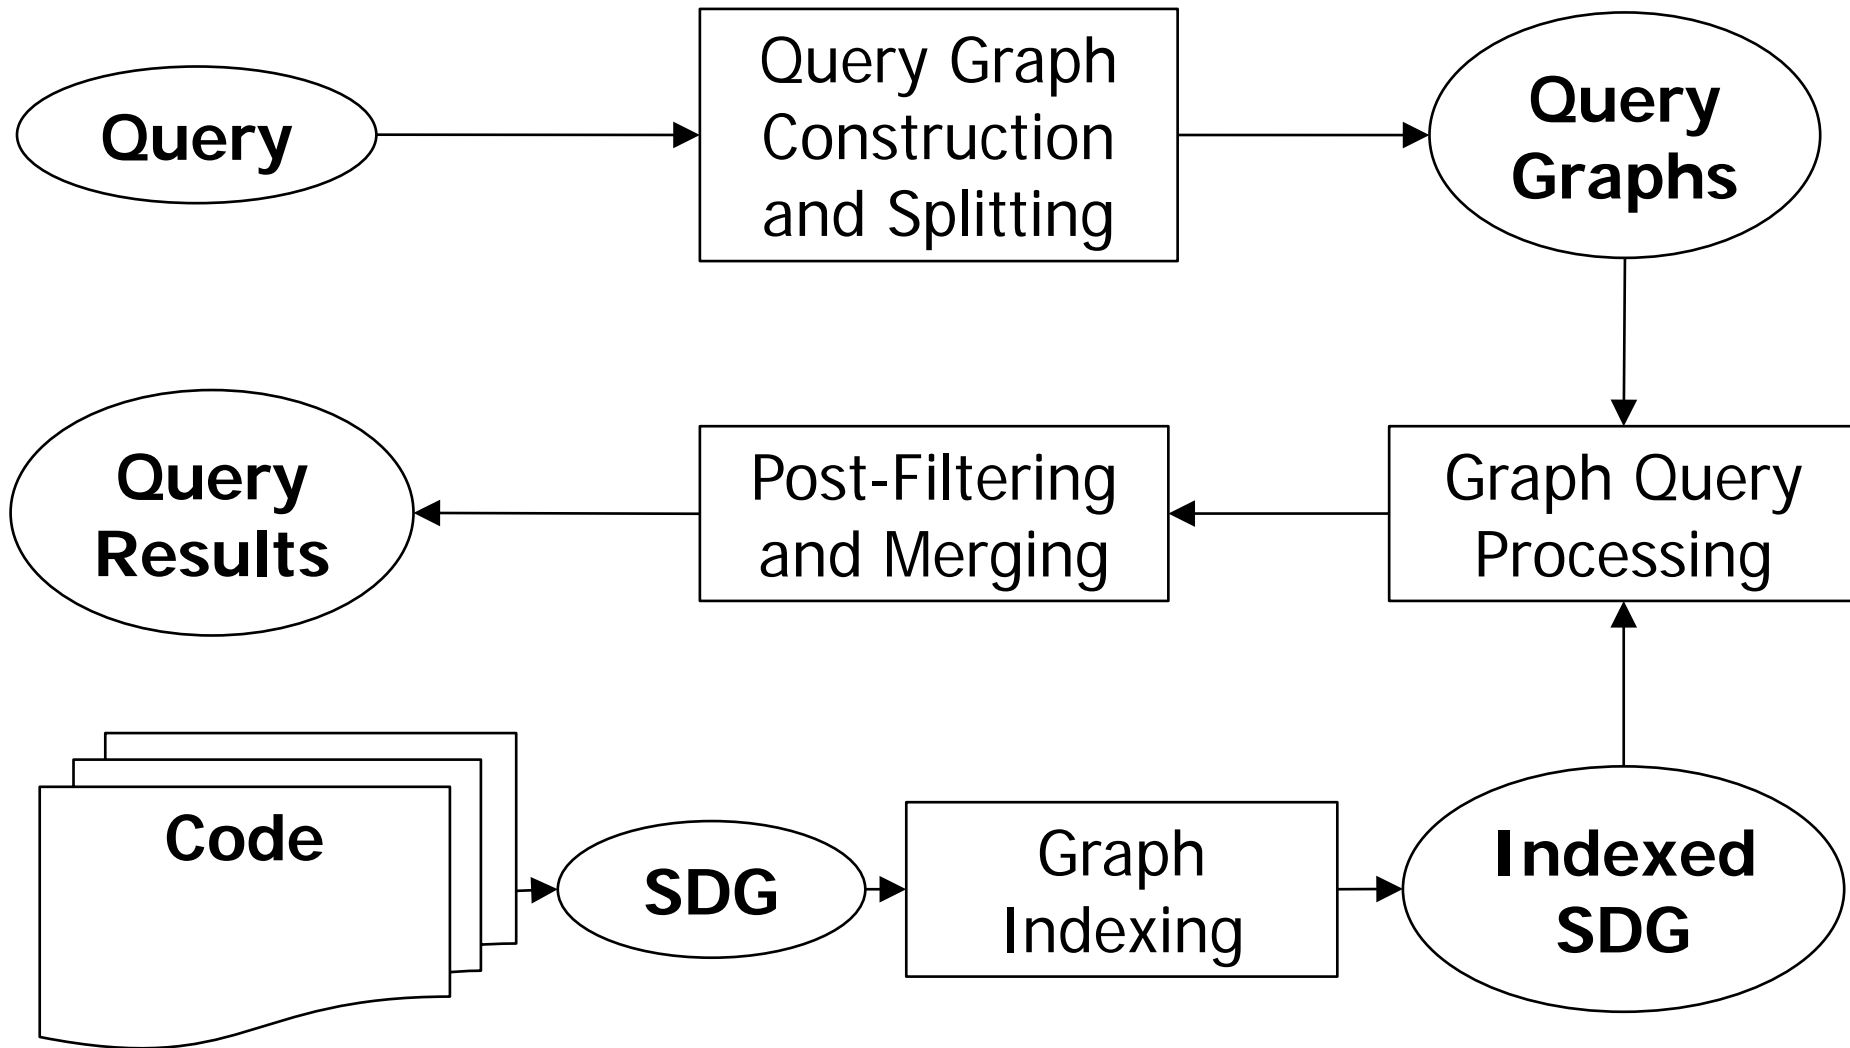 Query
Query Graph
Construction
and Splitting
Query
Graphs
Query
Results
Post-Filtering
and Merging
Graph Query
Processing
Code
SDG
Graph
Indexing
Indexed
SDG